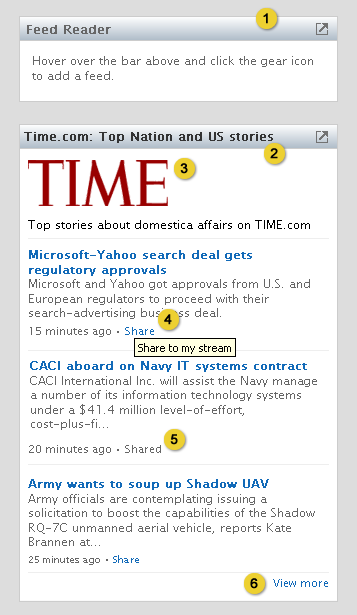 1
Feed Reader
Hover over the bar above and click the gear icon
to add a feed.
Time.com: Top Nation and US stories
2
TIME
3
Top stories about domestica affairs on TIME.com
Microsoft-Yahoo search deal gets
regulatory approvals
Microsoft and Yahoo got approvals from U.S. and
European regulators to proceed with their
search-advertising business deal.
4
15 minutes ago • Share
Share to my stream
CACI aboard on Navy IT systems contract
CACI International Inc. will assist the Navy manage
a number of its information technology systems
under a $41.4 million level-of-effort,
cost-plus-fi...
20 minutes ago • Shared
5
Army wants to soup up Shadow UAV
Army officials are contemplating issuing a
solicitation to boost the capabilities of the Shadow
RQ-7C unmanned aerial vehicle, reports Kate
Brannen at...
25 minutes ago • Share
6
View more